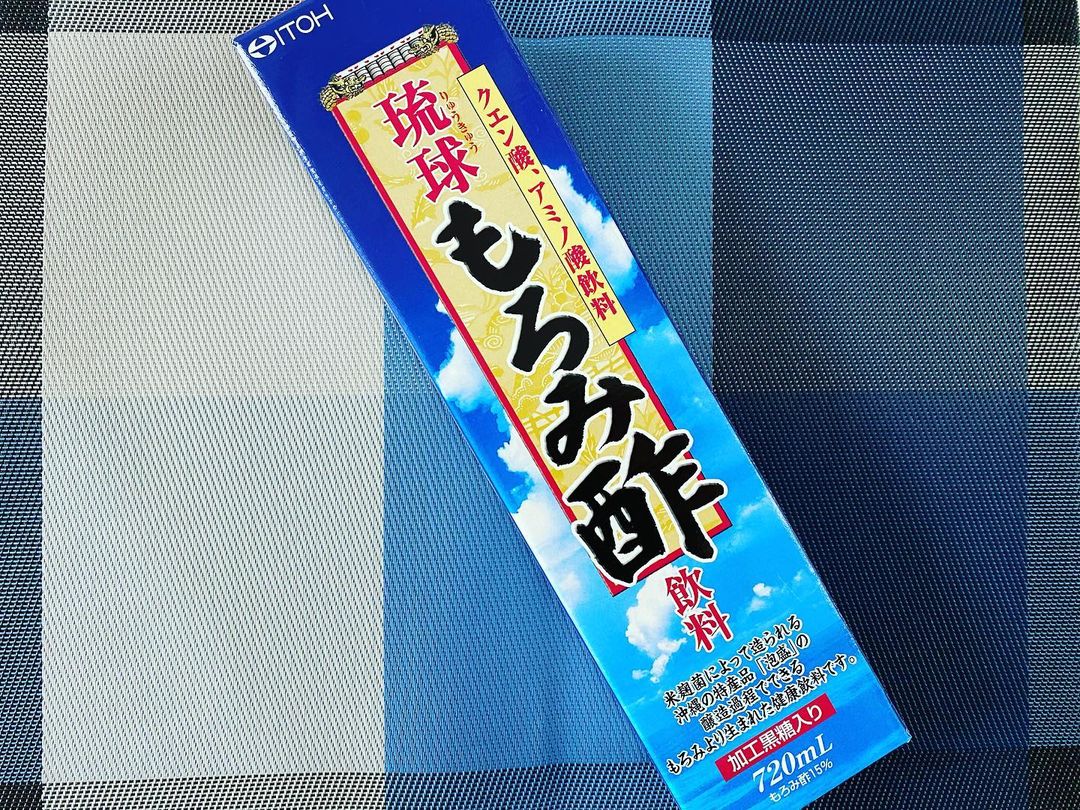 ITOH
クエン酸、アミノ酸飲料
琉球
りゅうきゅう
もろみ酢
飲料
米麹菌によって造られる
沖縄の特産品「泡盛」の
醸造過程でできる
もろみより生まれた健康飲料です。
加工黒糖入り
720mL
もろみ酢15%